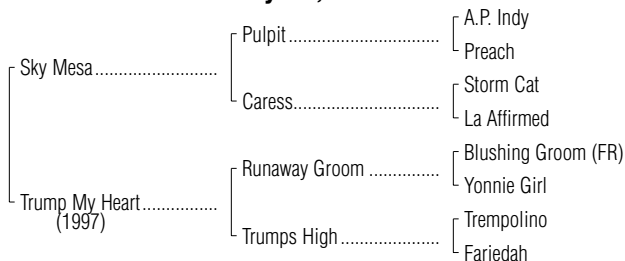 A.P. Indy
Pulpit
Preach
Sky Mesa
Storm Cat
Caress
La Affirmed
Blushing Groom (FR)
Runaway Groom
Yonnie Girl
Trump My Heart
(1997)
Trempolino
Trumps High
Fariedah